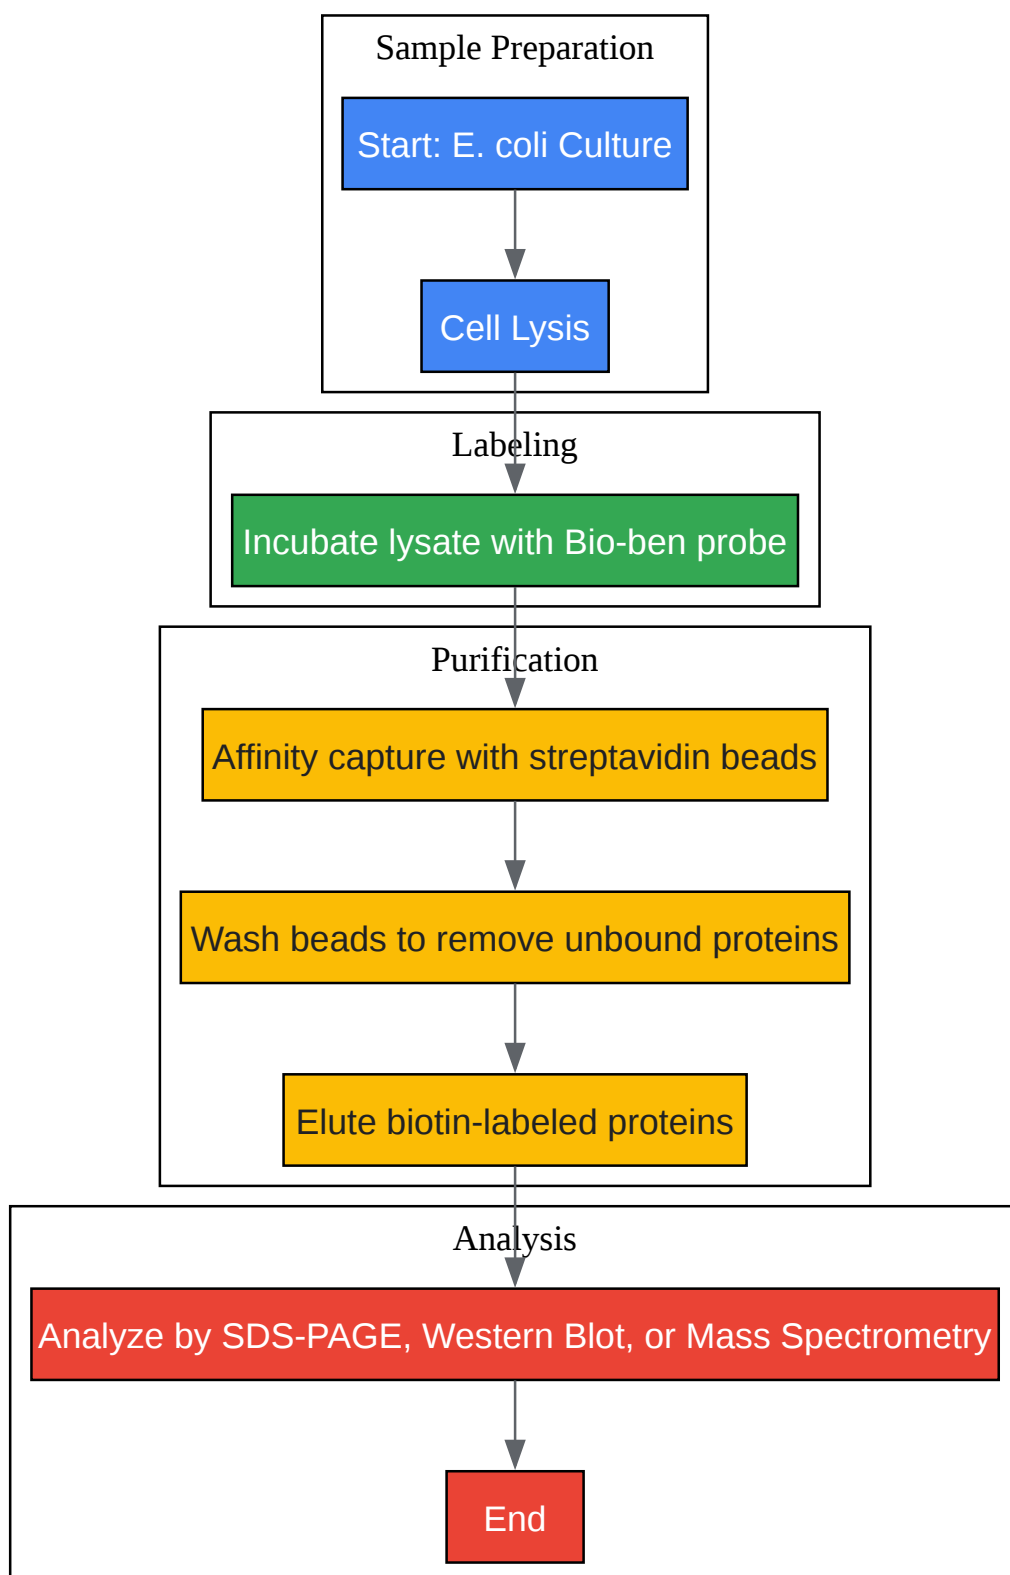 Sample Preparation
Start: E. coli Culture
Cell Lysis
Labeling
Incubate lysate with Bio-ben probe
Purification
Affinity capture with streptavidin beads
Wash beads to remove unbound proteins
Elute biotin-labeled proteins
Analysis
Analyze by SDS-PAGE, Western Blot, or Mass Spectrometry
End